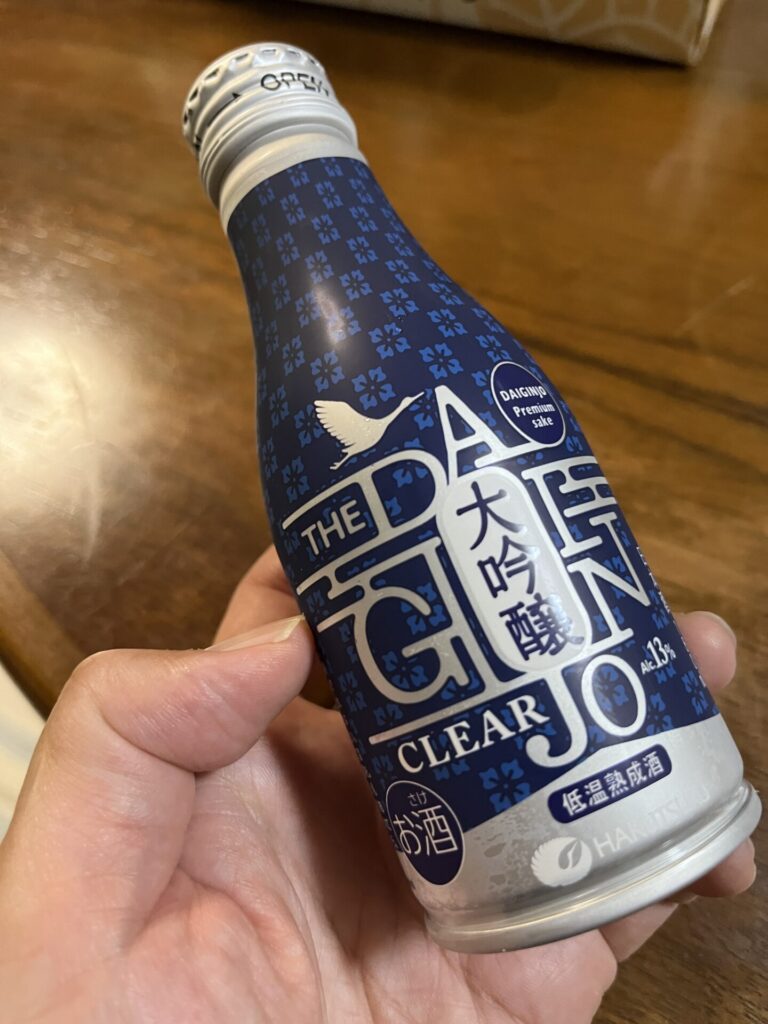 OPEN
DAIGINJO
Premium
sake
THE DAIGINJO
大吟醸
Alc.13%
CLEAR
低温熟成酒
さけ
お酒